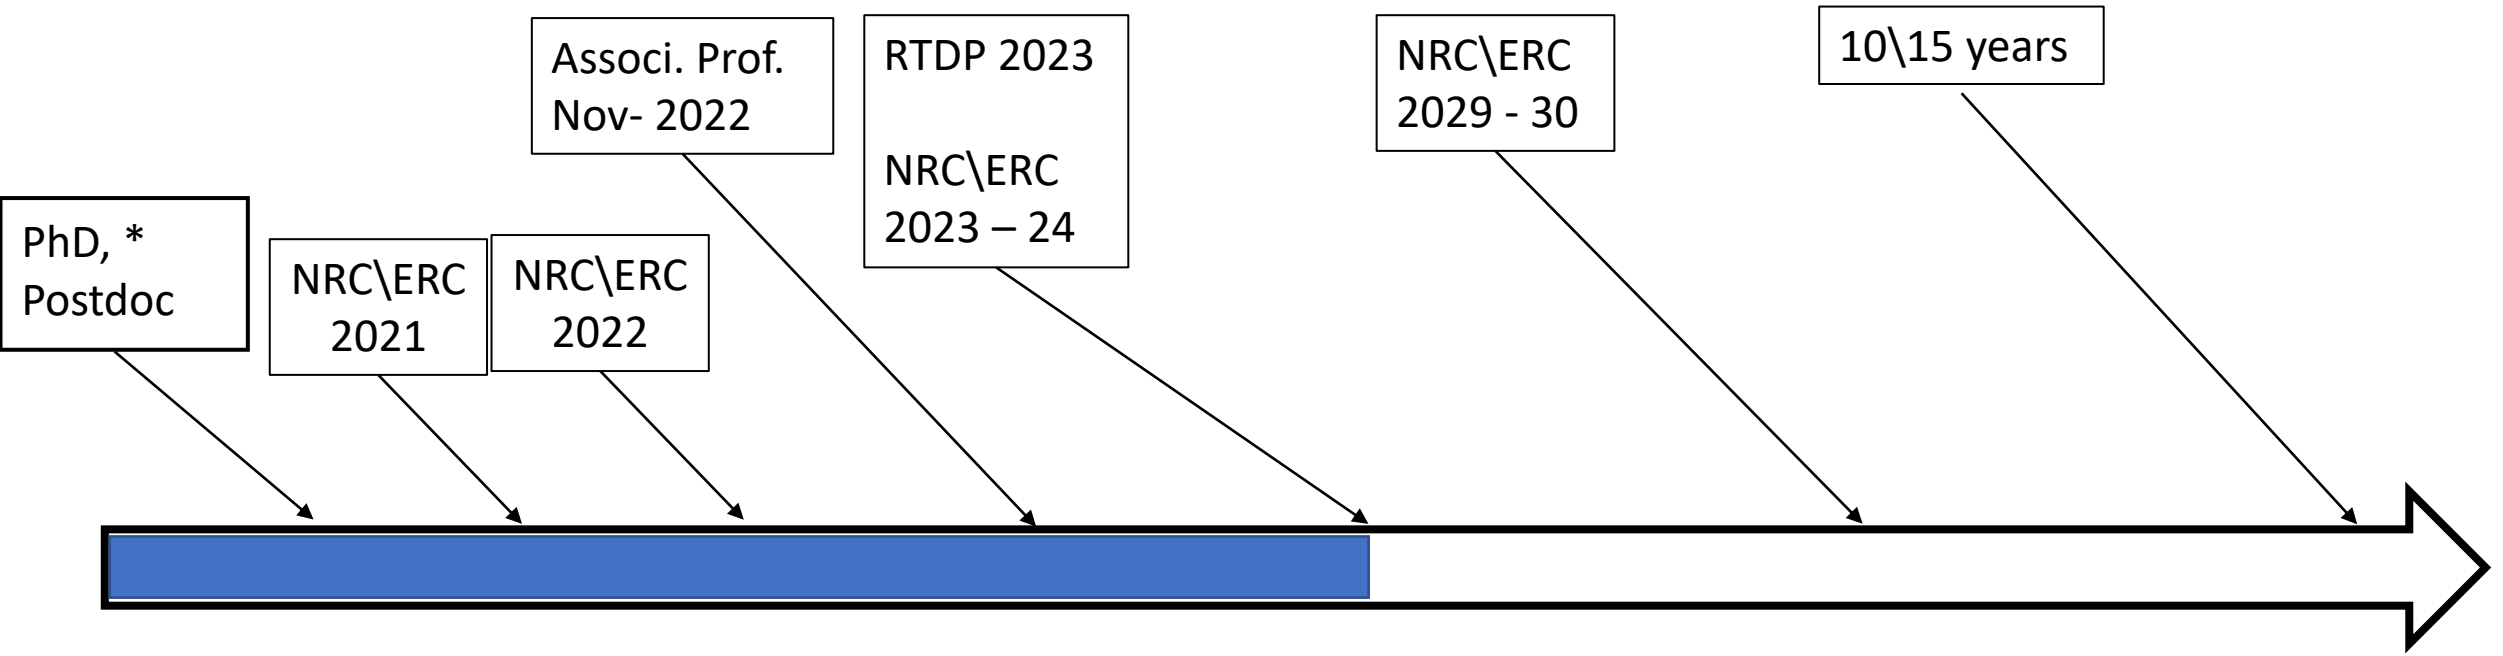 PhD, *
Postdoc
NRC\ERC
2021
NRC\ERC
2022
Associ. Prof.
Nov- 2022
RTDP 2023
NRC\ERC
2023 – 24
NRC\ERC
2029 - 30
10\15 years